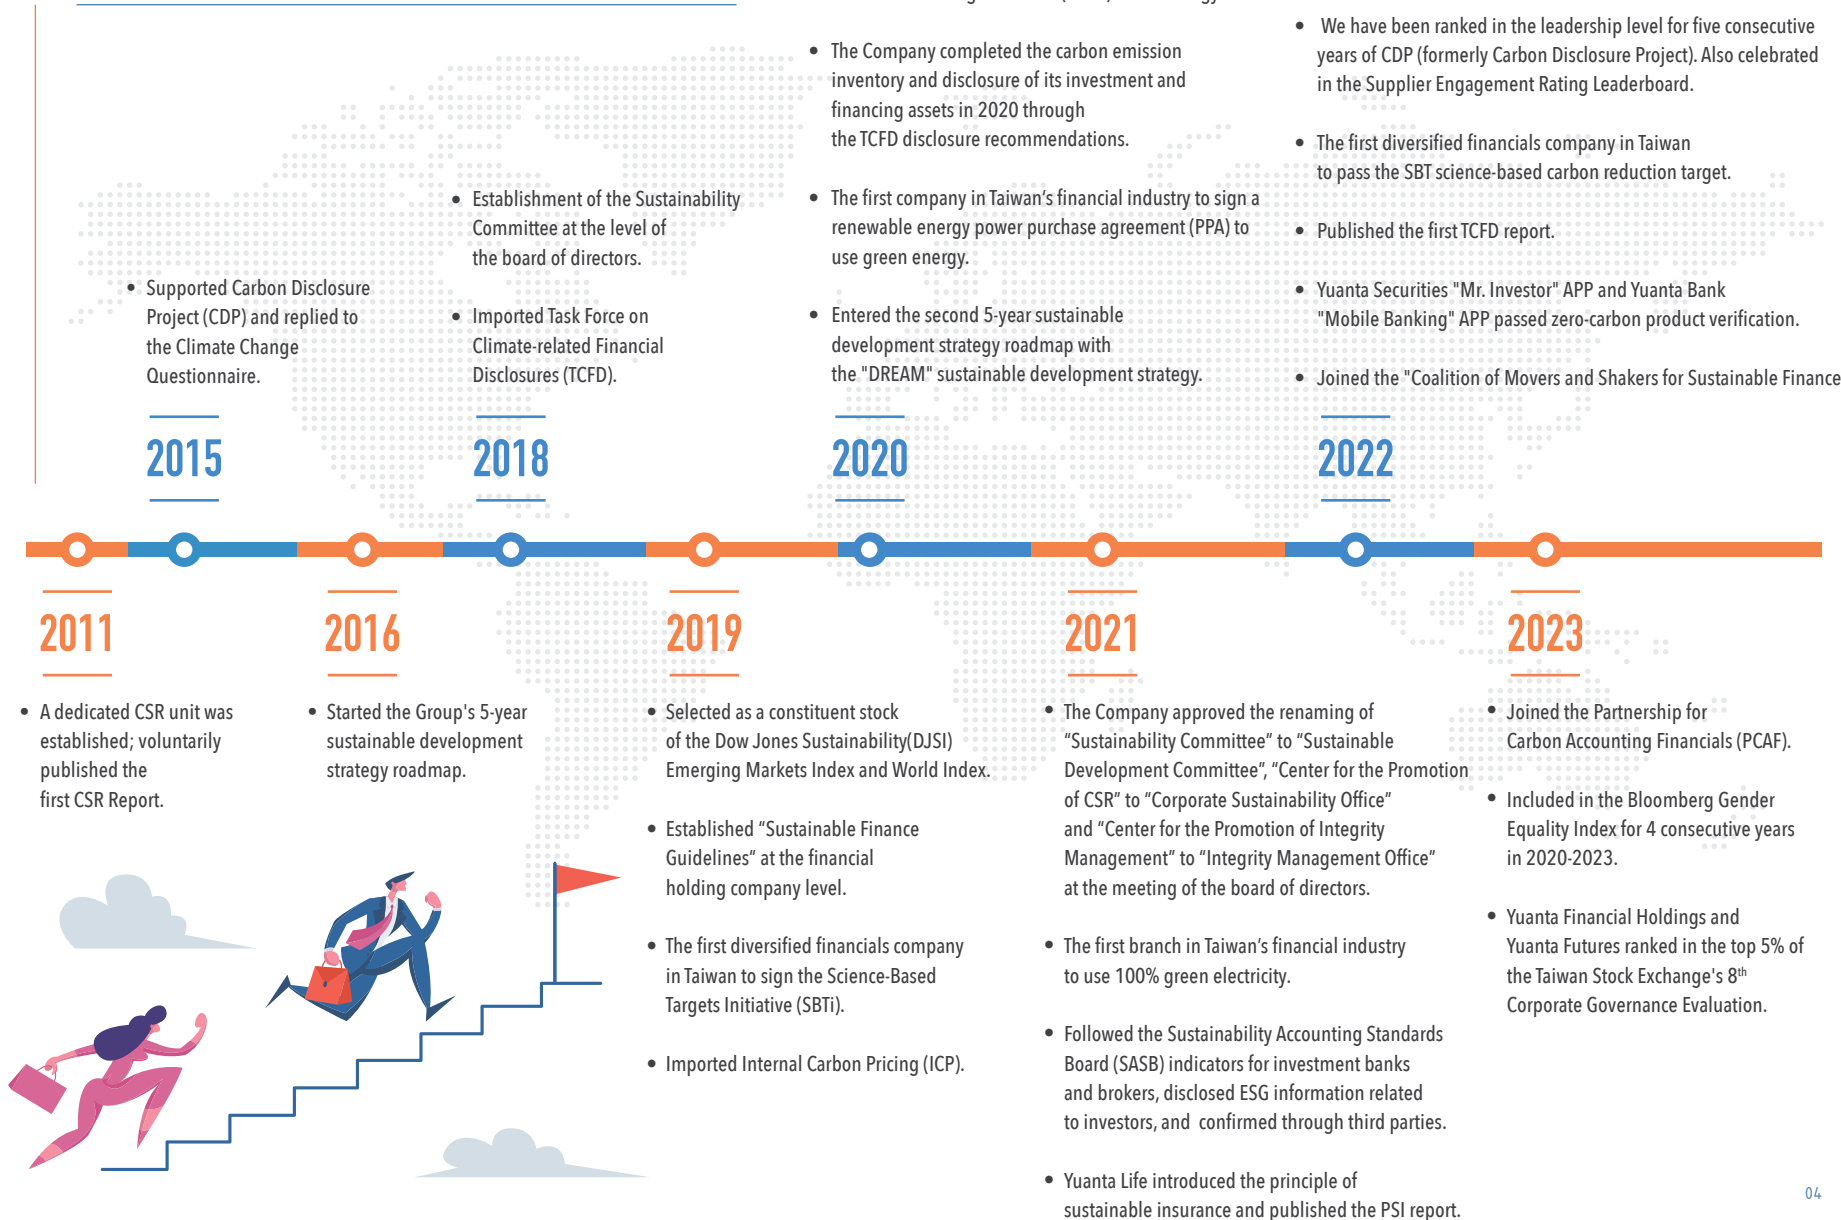 • Supported Carbon Disclosure
Project (CDP) and replied to
the Climate Change
Questionnaire.
2015
• Establishment of the Sustainability
Committee at the level of
the board of directors.
• Imported Task Force on
Climate-related Financial
Disclosures (TCFD).
2018
• The Company completed the carbon emission
inventory and disclosure of its investment and
financing assets in 2020 through
the TCFD disclosure recommendations.
• The first company in Taiwan's financial industry to sign a
renewable energy power purchase agreement (PPA) to
use green energy.
• Entered the second 5-year sustainable
development strategy roadmap with
the "DREAM" sustainable development strategy.
2020
• We have been ranked in the leadership level for five consecutive
years of CDP (formerly Carbon Disclosure Project). Also celebrated
in the Supplier Engagement Rating Leaderboard.
• The first diversified financials company in Taiwan
to pass the SBT science-based carbon reduction target.
• Published the first TCFD report.
• Yuanta Securities "Mr. Investor" APP and Yuanta Bank
"Mobile Banking" APP passed zero-carbon product verification.
• Joined the "Coalition of Movers and Shakers for Sustainable Finance
2022
2011
• A dedicated CSR unit was
established; voluntarily
published the
first CSR Report.
2016
• Started the Group's 5-year
sustainable development
strategy roadmap.
2019
• Selected as a constituent stock
of the Dow Jones Sustainability(DJSI)
Emerging Markets Index and World Index.
• Established “Sustainable Finance
Guidelines” at the financial
holding company level.
• The first diversified financials company
in Taiwan to sign the Science-Based
Targets Initiative (SBTi).
• Imported Internal Carbon Pricing (ICP).
2021
• The Company approved the renaming of
“Sustainability Committee” to “Sustainable
Development Committee”, “Center for the Promotion
of CSR” to “Corporate Sustainability Office”
and “Center for the Promotion of Integrity
Management” to “Integrity Management Office”
at the meeting of the board of directors.
• The first branch in Taiwan’s financial industry
to use 100% green electricity.
• Followed the Sustainability Accounting Standards
Board (SASB) indicators for investment banks
and brokers, disclosed ESG information related
to investors, and confirmed through third parties.
• Yuanta Life introduced the principle of
sustainable insurance and published the PSI report.
2023
• Joined the Partnership for
Carbon Accounting Financials (PCAF).
• Included in the Bloomberg Gender
Equality Index for 4 consecutive years
in 2020-2023.
• Yuanta Financial Holdings and
Yuanta Futures ranked in the top 5% of
the Taiwan Stock Exchange's 8th
Corporate Governance Evaluation.
04